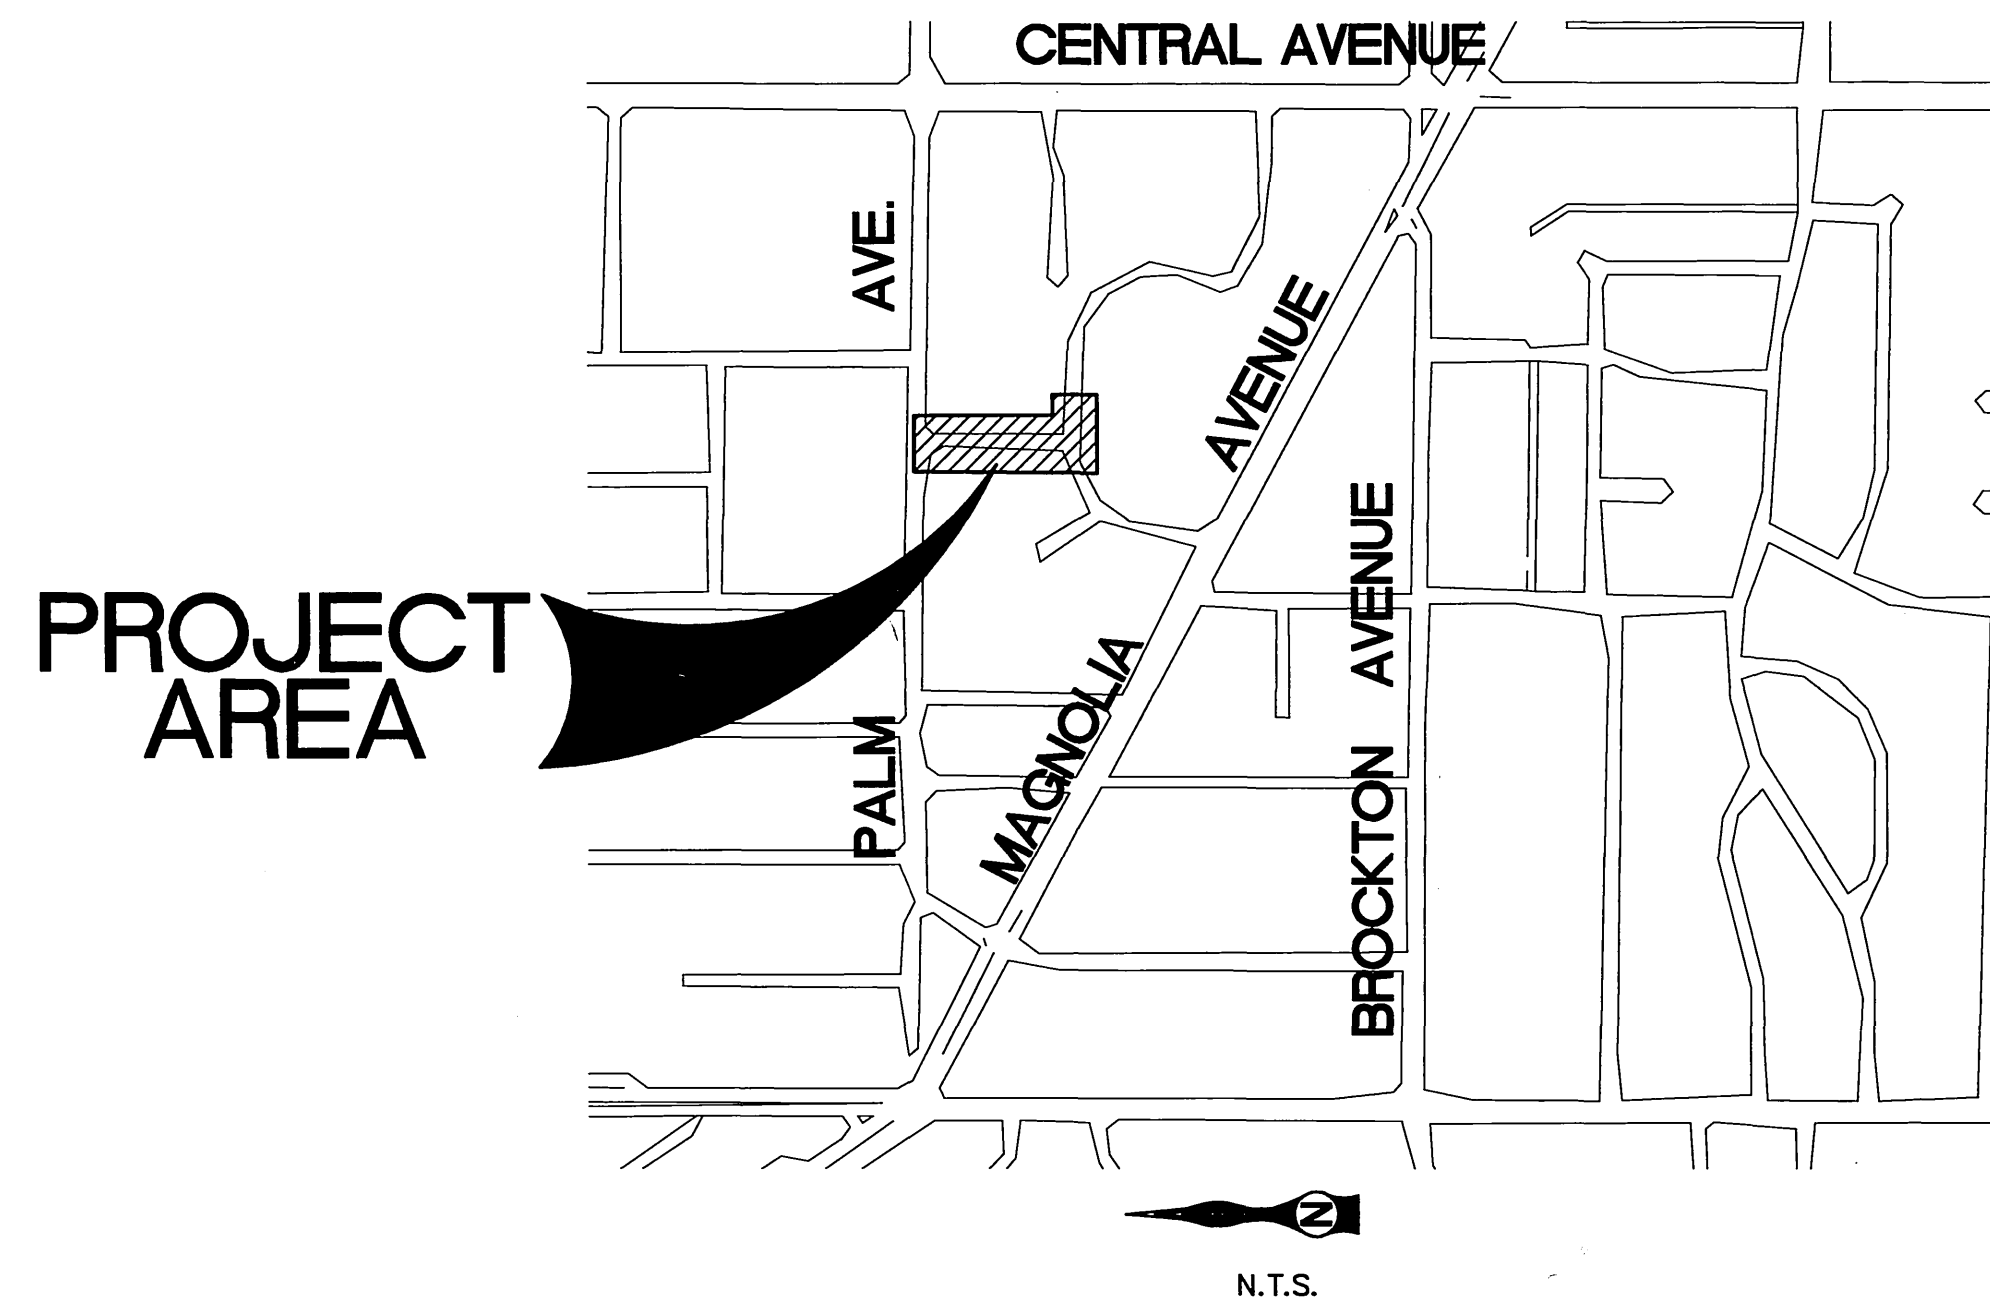 CENTRAL AVENUE
AVE.
AVENUE
AVENUE
PROJECT
AREA
MAGNOLIA
PALM
BROCKTON
N
N.T.S.